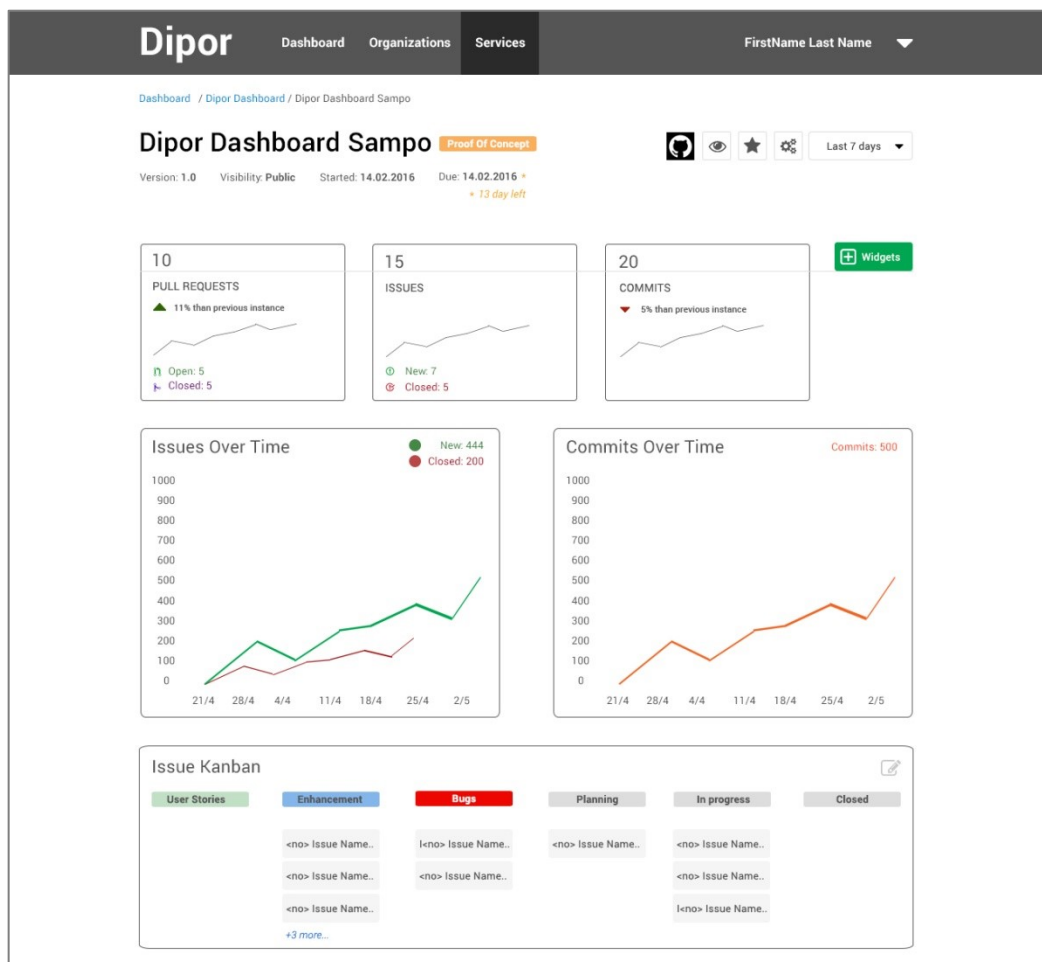 Dipor Dashboard Organizations Services FirstName Last Name
Dashboard / Dipor Dashboard / Dipor Dashboard Sampo
Dipor Dashboard Sampo Proof Of Concept Last 7 days
Version: 1.0 Visibility: Public Started: 14.02.2016 Due: 14.02.2016 +
+ 13 day left
10
PULL REQUESTS
11% than previous instance
Open: 5
Closed: 5
15
ISSUES
New: 7
Closed: 5
20
COMMITS
5% than previous instance
Widgets
Issues Over Time
New: 444
Closed: 200
1000
900
800
700
600
500
400
300
200
100
0
21/4 28/4 4/4 11/4 18/4 25/4 2/5
Commits Over Time
Commits: 500
1000
900
800
700
600
500
400
300
200
100
0
21/4 28/4 4/4 11/4 18/4 25/4 2/5
Issue Kanban
User Stories Enhancement Bugs Planning In progress Closed
<no> Issue Name.. I<no> Issue Name.. <no> Issue Name.. <no> Issue Name..
<no> Issue Name.. <no> Issue Name.. <no> Issue Name..
<no> Issue Name.. I<no> Issue Name..
+3 more...